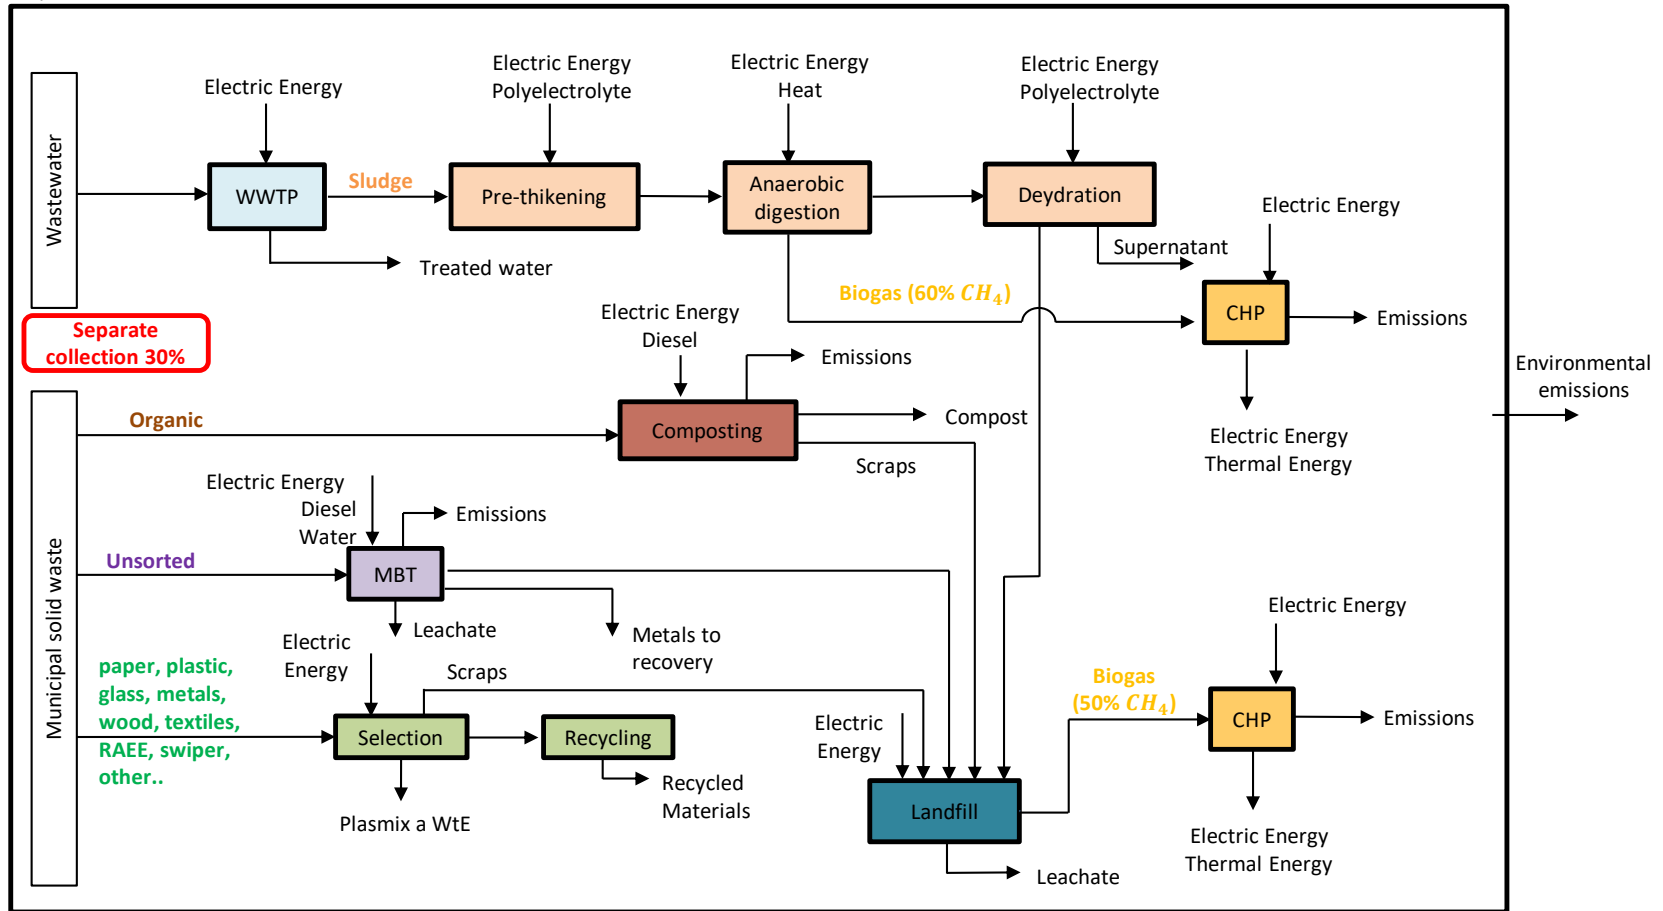 Wastewater
Electric Energy
WWTP
Sludge
Treated water
Electric Energy
Polyelectrolyte
Pre-thikening
Electric Energy
Heat
Anaerobic
digestion
Electric Energy
Polyelectrolyte
Deydration
Supernatant
Biogas (60% CH₄)
Electric Energy
CHP
Emissions
Electric Energy
Thermal Energy
Separate
collection 30%
Environmental
emissions
Municipal solid waste
Organic
Electric Energy
Diesel
Emissions
Composting
Compost
Scraps
Unsorted
Electric Energy
Diesel
Water
Emissions
MBT
Leachate
Metals to
recovery
paper, plastic,
glass, metals,
wood, textiles,
RAEE, swiper,
other..
Electric
Energy
Scraps
Selection
Recycling
Plasmix a WtE
Recycled
Materials
Electric
Energy
Landfill
Leachate
Biogas
(50% CH₄)
Electric Energy
CHP
Emissions
Electric Energy
Thermal Energy